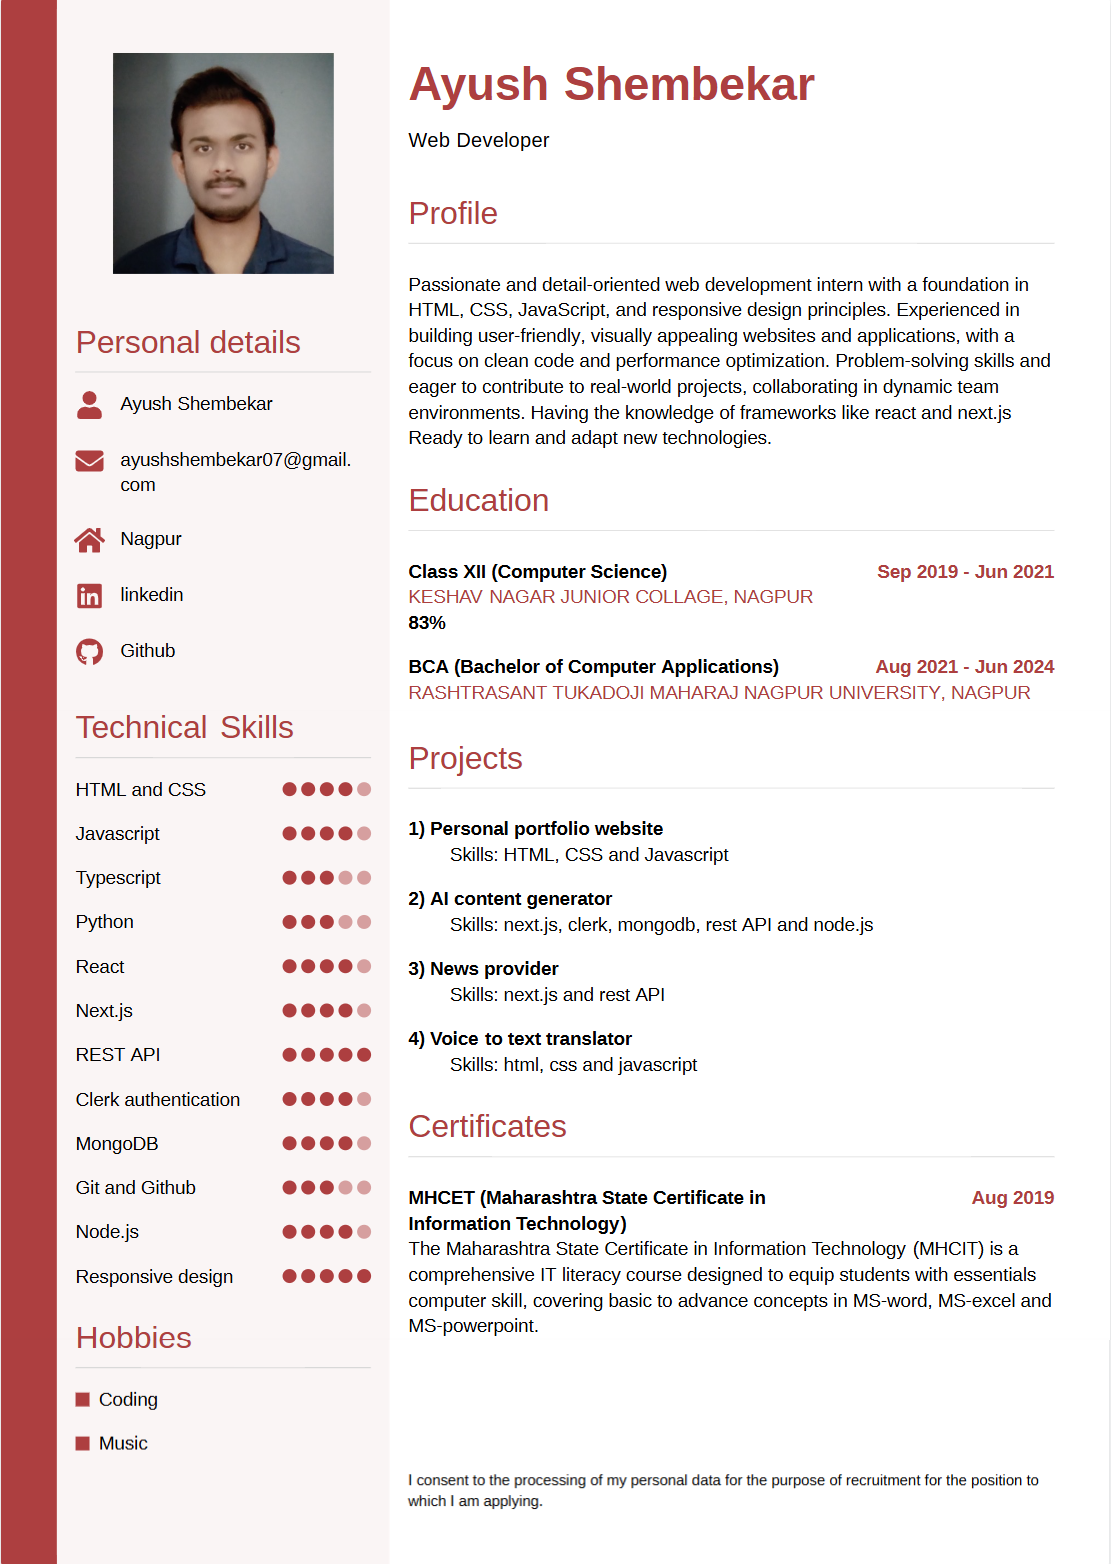 Ayush Shembekar
Web Developer
Personal details
Ayush Shembekar
ayushshembekar07@gmail.
com
Nagpur
linkedin
Github
Technical Skills
HTML and CSS
Javascript
Typescript
Python
React
Next.js
REST API
Clerk authentication
MongoDB
Git and Github
Node.js
Responsive design
Hobbies
Coding
Music
Profile
Passionate and detail-oriented web development intern with a foundation in
HTML, CSS, JavaScript, and responsive design principles. Experienced in
building user-friendly, visually appealing websites and applications, with a
focus on clean code and performance optimization. Problem-solving skills and
eager to contribute to real-world projects, collaborating in dynamic team
environments. Having the knowledge of frameworks like react and next.js
Ready to learn and adapt new technologies.
Education
Class XII (Computer Science) Sep 2019 - Jun 2021
KESHAV NAGAR JUNIOR COLLAGE, NAGPUR
83%
BCA (Bachelor of Computer Applications) Aug 2021 - Jun 2024
RASHTRASANT TUKADOJI MAHARAJ NAGPUR UNIVERSITY, NAGPUR
Projects
1) Personal portfolio website
Skills: HTML, CSS and Javascript
2) AI content generator
Skills: next.js, clerk, mongodb, rest API and node.js
3) News provider
Skills: next.js and rest API
4) Voice to text translator
Skills: html, css and javascript
Certificates
MHCET (Maharashtra State Certificate in Aug 2019
Information Technology)
The Maharashtra State Certificate in Information Technology (MHCIT) is a
comprehensive IT literacy course designed to equip students with essentials
computer skill, covering basic to advance concepts in MS-word, MS-excel and
MS-powerpoint.
I consent to the processing of my personal data for the purpose of recruitment for the position to
which I am applying.